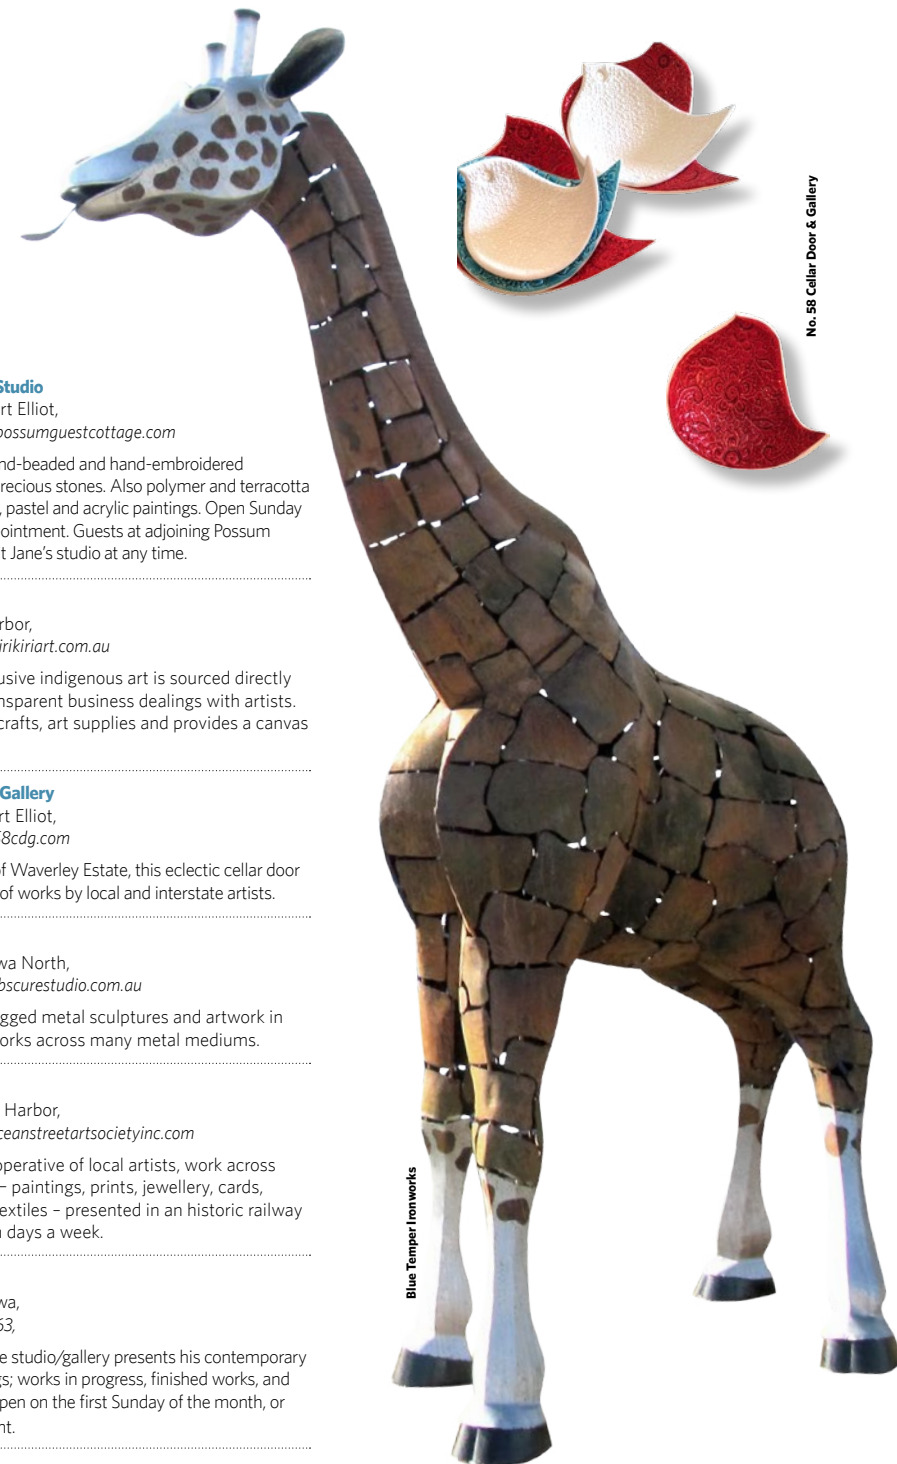 Studio
rt Elliot,
possumguestcottage.com
nd-beaded and hand-embroidered
recious stones. Also polymer and terracotta
, pastel and acrylic paintings. Open Sunday
ointment. Guests at adjoining Possum
t Jane's studio at any time.
rbor,
irikiriart.com.au
usive indigenous art is sourced directly
nsparent business dealings with artists.
crafts, art supplies and provides a canvas
Gallery
rt Elliot,
58cdg.com
of Waverley Estate, this eclectic cellar door
of works by local and interstate artists.
wa North,
bscurestudio.com.au
gged metal sculptures and artwork in
orks across many metal mediums.
Harbor,
ceanstreetartsocietyinc.com
operative of local artists, work across
– paintings, prints, jewellery, cards,
extiles – presented in an historic railway
n days a week.
wa,
63,
e studio/gallery presents his contemporary
gs; works in progress, finished works, and
pen on the first Sunday of the month, or
nt.
No. 58 Cellar Door & Gallery
Blue Temper Ironworks